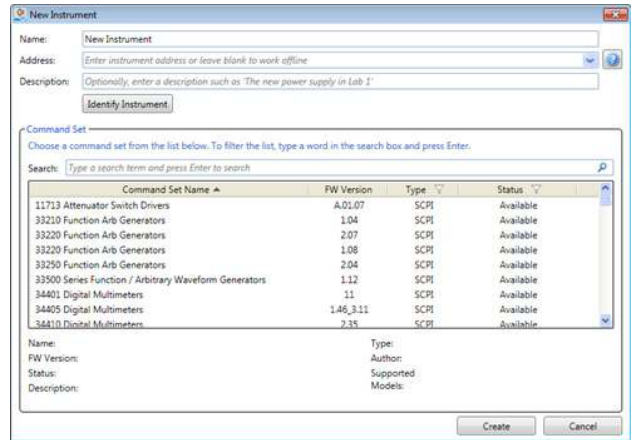 New Instrument
Name: New Instrument
Address: Enter instrument address or leave blank to work offline
Description: Optionally, enter a description such as 'The new power supply in Lab 1'
Identify Instrument
Command Set
Choose a command set from the list below. To filter the list, type a word in the search box and press Enter.
Search: Type a search term and press Enter to search
Command Set Name FW Version Type Status
11713 Attenuator Switch Drivers A.01.07 SCPI Available
33210 Function Arb Generators 1.04 SCPI Available
33220 Function Arb Generators 2.07 SCPI Available
33220 Function Arb Generators 1.08 SCPI Available
33250 Function Arb Generators 2.04 SCPI Available
33500 Series Function / Arbitrary Waveform Generators 1.12 SCPI Available
34401 Digital Multimeters 11 SCPI Available
34405 Digital Multimeters 1.46_3.11 SCPI Available
34410 Digital Multimeters 2.35 SCPI Available
Name: Type:
FW Version: Author:
Status: Supported Models:
Description:
Create Cancel